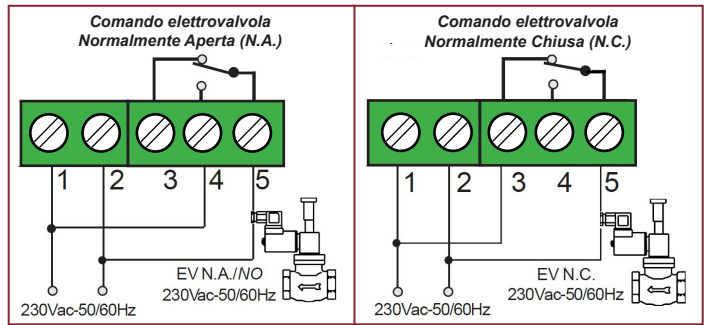 Comando elettrovalvola
Normalmente Aperta (N.A.)
1 2 3 4 5
EV N.A./NO
230Vac-50/60Hz
230Vac-50/60Hz
Comando elettrovalvola
Normalmente Chiusa (N.C.)
1 2 3 4 5
EV N.C.
230Vac-50/60Hz
230Vac-50/60Hz